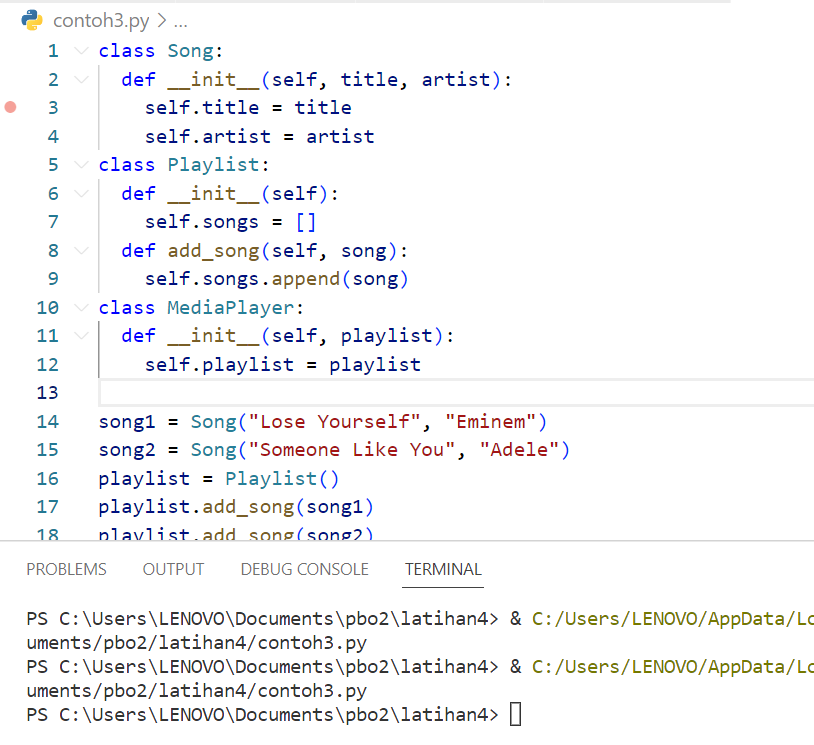 contoh3.py > ...
1 class Song:
2 def __init__(self, title, artist):
3 self.title = title
4 self.artist = artist
5 class Playlist:
6 def __init__(self):
7 self.songs = []
8 def add_song(self, song):
9 self.songs.append(song)
10 class MediaPlayer:
11 def __init__(self, playlist):
12 self.playlist = playlist
13
14 song1 = Song("Lose Yourself", "Eminem")
15 song2 = Song("Someone Like You", "Adele")
16 playlist = Playlist()
17 playlist.add_song(song1)
18 playlist.add_song(song2)
PROBLEMS OUTPUT DEBUG CONSOLE TERMINAL
PS C:\Users\LENOVO\Documents\pbo2\latihan4> & C:/Users/LENOVO/AppData/Lo
uments/pbo2/latihan4/contoh3.py
PS C:\Users\LENOVO\Documents\pbo2\latihan4> & C:/Users/LENOVO/AppData/Lo
uments/pbo2/latihan4/contoh3.py
PS C:\Users\LENOVO\Documents\pbo2\latihan4>